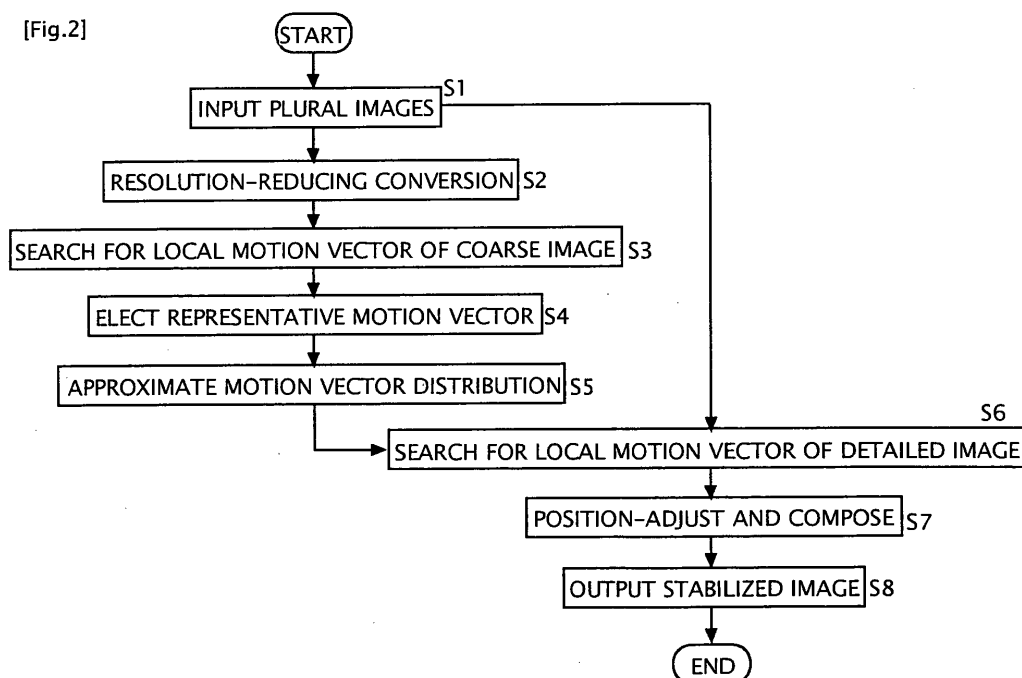 [Fig.2]
START
S1
INPUT PLURAL IMAGES
RESOLUTION-REDUCING CONVERSION S2
SEARCH FOR LOCAL MOTION VECTOR OF COARSE IMAGE S3
ELECT REPRESENTATIVE MOTION VECTOR S4
APPROXIMATE MOTION VECTOR DISTRIBUTION S5
S6
SEARCH FOR LOCAL MOTION VECTOR OF DETAILED IMAGE
POSITION-ADJUST AND COMPOSE S7
OUTPUT STABILIZED IMAGE S8
END